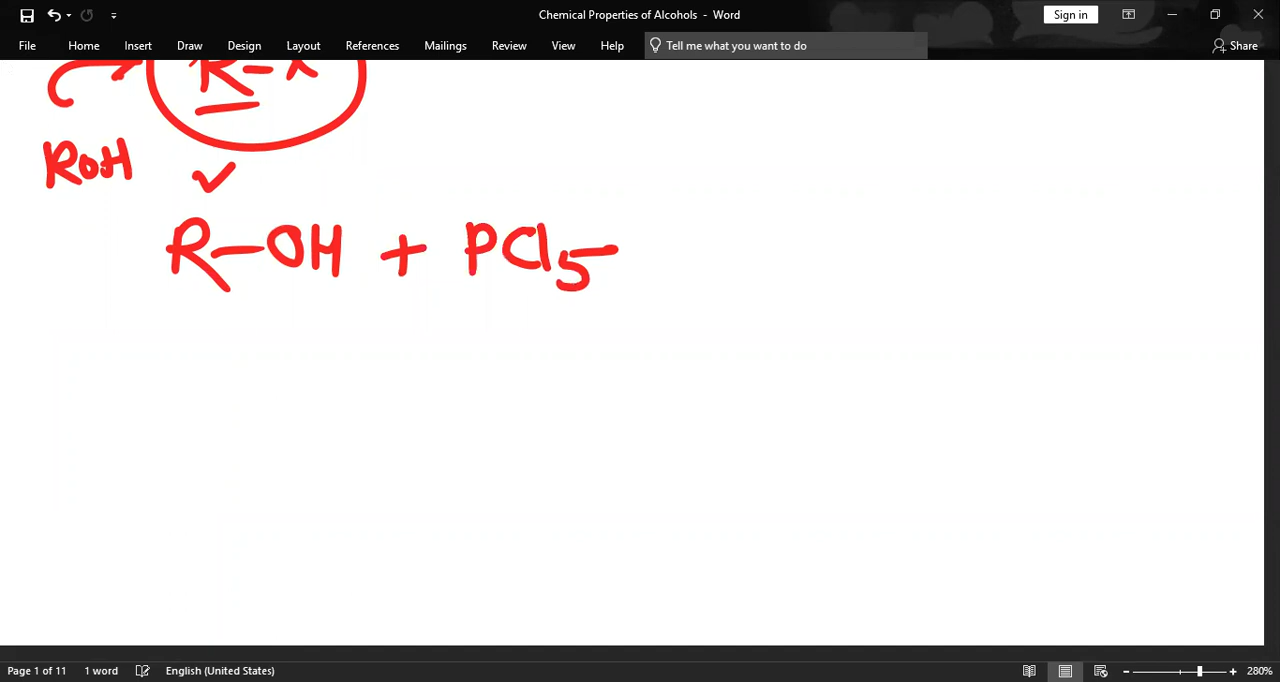 Chemical Properties of Alcohols - Word
Sign in
File Home Insert Draw Design Layout References Mailings Review View Help Tell me what you want to do Share
R-X
ROH
R-OH + PCl5-
Page 1 of 11 1 word English (United States) 280%